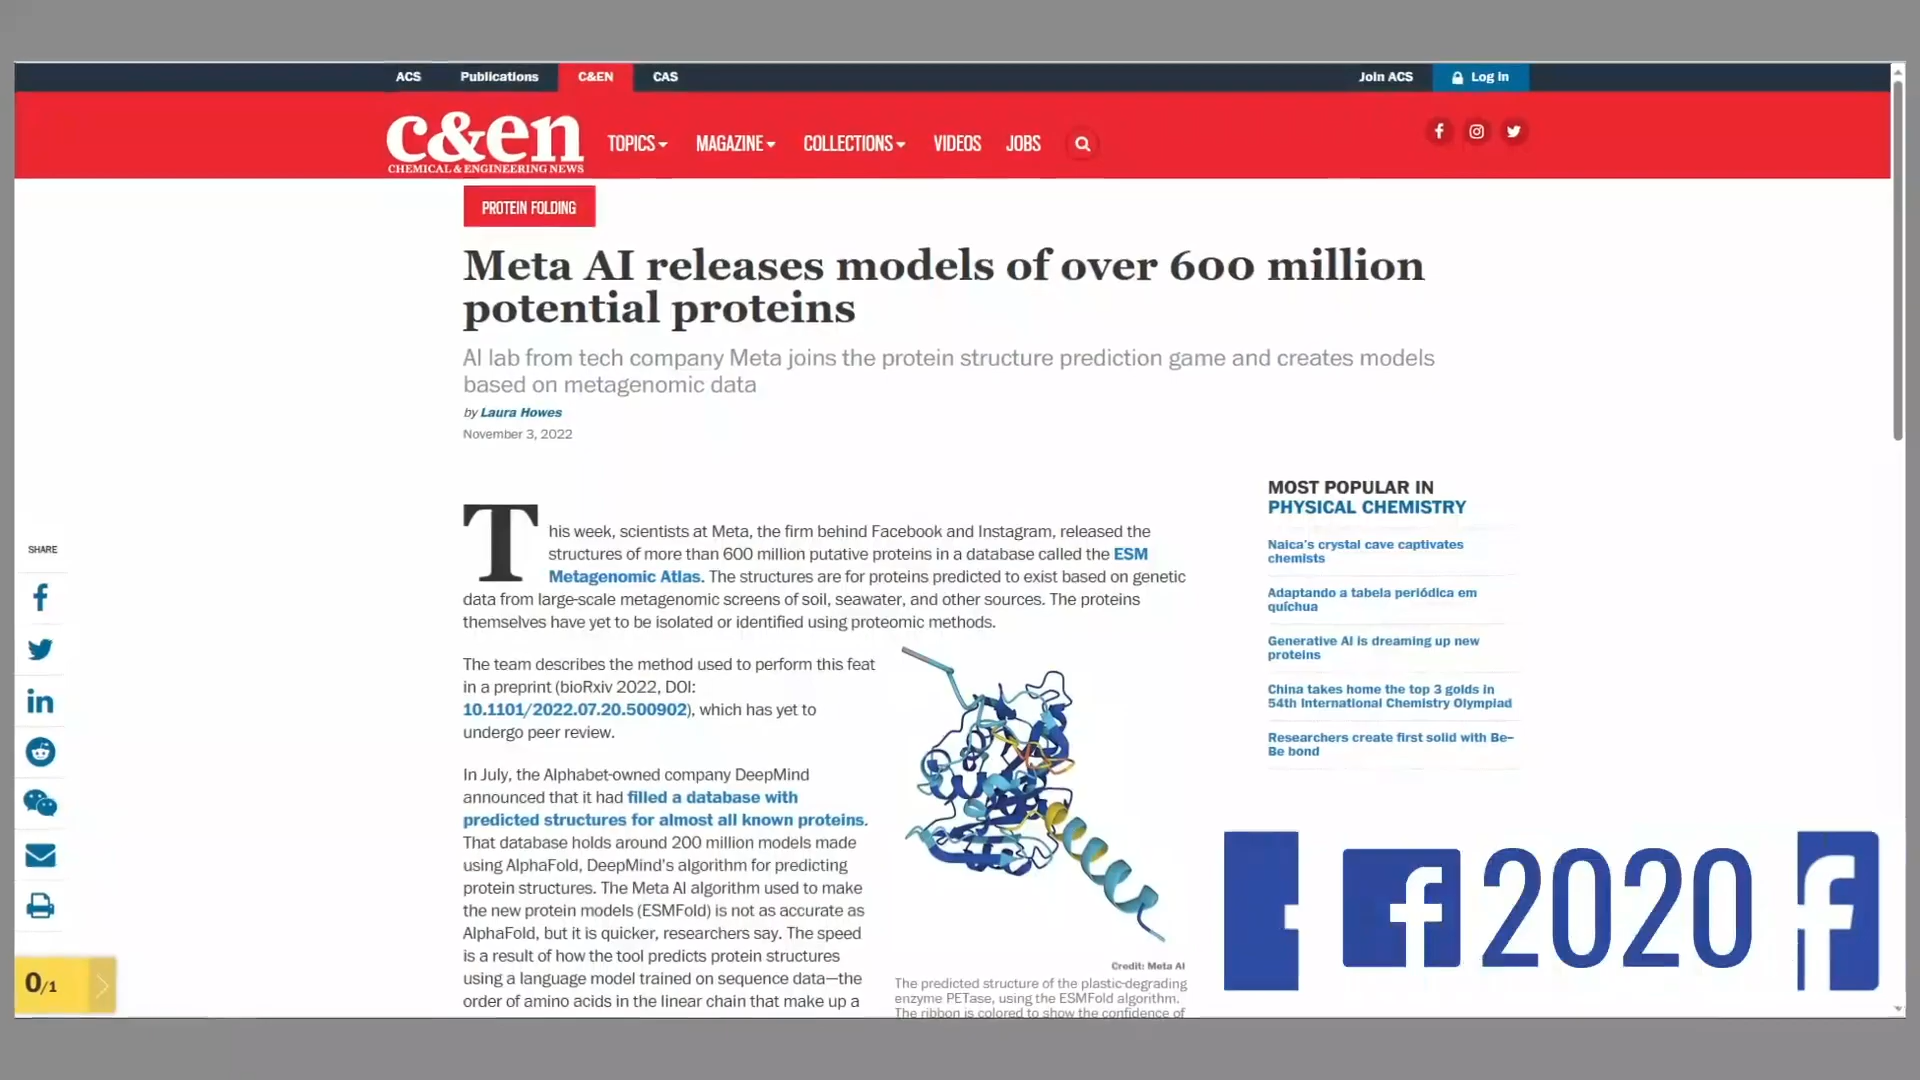 ACS Publications C&EN CAS Join ACS Log In
c&en
CHEMICAL & ENGINEERING NEWS
TOPICS MAGAZINE COLLECTIONS VIDEOS JOBS
PROTEIN FOLDING
Meta AI releases models of over 600 million
potential proteins
AI lab from tech company Meta joins the protein structure prediction game and creates models
based on metagenomic data
by Laura Howes
November 3, 2022
SHARE
0/1
This week, scientists at Meta, the firm behind Facebook and Instagram, released the
structures of more than 600 million putative proteins in a database called the ESM
Metagenomic Atlas. The structures are for proteins predicted to exist based on genetic
data from large-scale metagenomic screens of soil, seawater, and other sources. The proteins
themselves have yet to be isolated or identified using proteomic methods.
The team describes the method used to perform this feat
in a preprint (bioRxiv 2022, DOI:
10.1101/2022.07.20.500902), which has yet to
undergo peer review.
In July, the Alphabet-owned company DeepMind
announced that it had filled a database with
predicted structures for almost all known proteins.
That database holds around 200 million models made
using AlphaFold, DeepMind's algorithm for predicting
protein structures. The Meta AI algorithm used to make
the new protein models (ESMFold) is not as accurate as
AlphaFold, but it is quicker, researchers say. The speed
is a result of how the tool predicts protein structures
using a language model trained on sequence data—the
order of amino acids in the linear chain that make up a
Credit: Meta AI
The predicted structure of the plastic-degrading
enzyme PETase, using the ESMFold algorithm.
The ribbon is colored to show the confidence of
MOST POPULAR IN
PHYSICAL CHEMISTRY
Naica's crystal cave captivates
chemists
Adaptando a tabela periódica em
quíchua
Generative AI is dreaming up new
proteins
China takes home the top 3 golds in
54th International Chemistry Olympiad
Researchers create first solid with Be–
Be bond
f 2020 f